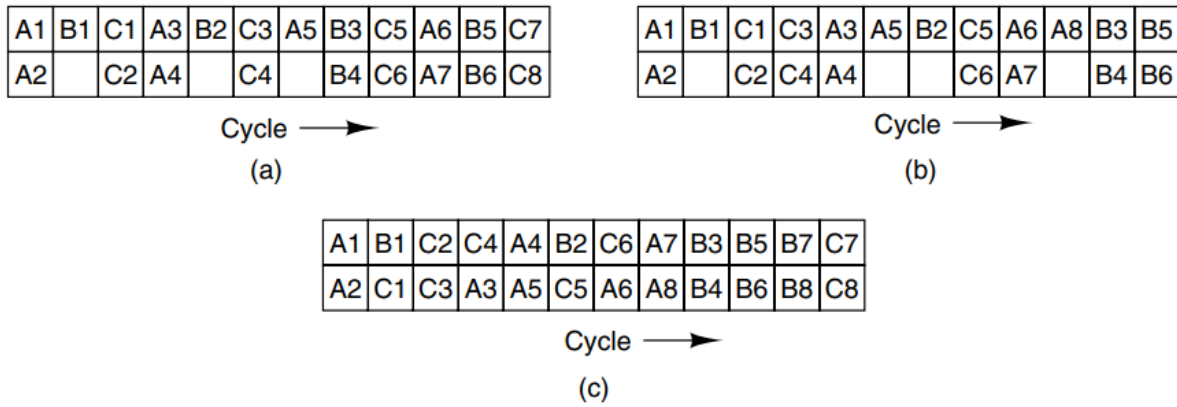 A1 B1 C1 A3 B2 C3 A5 B3 C5 A6 B5 C7
A2 C2 A4 C4 B4 C6 A7 B6 C8
Cycle
(a)
A1 B1 C1 C3 A3 A5 B2 C5 A6 A8 B3 B5
A2 C2 C4 A4 C6 A7 B4 B6
Cycle
(b)
A1 B1 C2 C4 A4 B2 C6 A7 B3 B5 B7 C7
A2 C1 C3 A3 A5 C5 A6 A8 B4 B6 B8 C8
Cycle
(c)